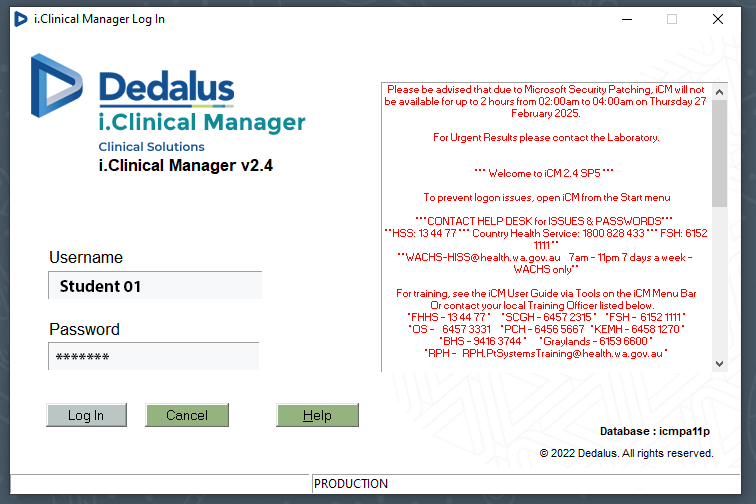 i.Clinical Manager Log In
Dedalus
i.Clinical Manager
Clinical Solutions
i.Clinical Manager v2.4
Username
Student 01
Password
*******
Log In
Cancel
Help
Please be advised that due to Microsoft Security Patching, iCM will not
be available for up to 2 hours from 02:00am to 04:00am on Thursday 27
February 2025.
For Urgent Results please contact the Laboratory.
*** Welcome to iCM 2.4 SP5 ***
To prevent logon issues, open iCM from the Start menu
***CONTACT HELP DESK for ISSUES & PASSWORDS***
**HSS: 13 44 77 *** Country Health Service: 1800 828 433 *** FSH: 6152
1111**
**WACHS-HISS@health.wa.gov.au 7am - 11pm 7 days a week -
WACHS only**
For training, see the iCM User Guide via Tools on the iCM Menu Bar
Or contact your local Training Officer listed below.
*FHHS - 13 44 77* *SCGH - 6457 2315* *FSH - 6152 1111*
*OS - 6457 3331 *PCH - 6456 5667 *KEMH - 6458 1270*
*BHS - 9416 3744* *Graylands - 6159 6600*
*RPH - RPH.PtSystemsTraining@health.wa.gov.au*
Database : icmpa11p
© 2022 Dedalus. All rights reserved.
PRODUCTION